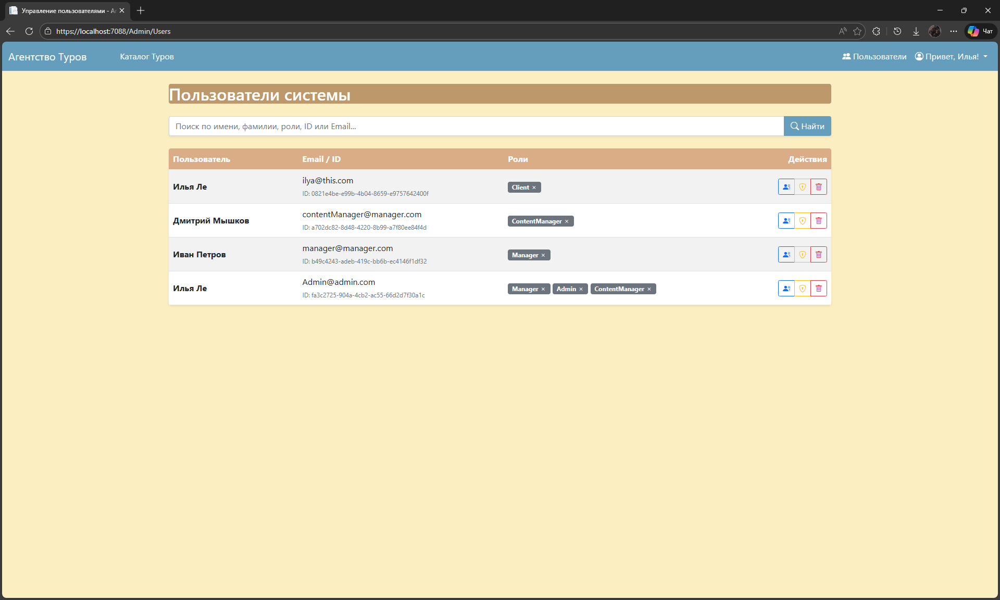 Управление пользователями - Аг
https://localhost:7088/Admin/Users
Чат
Агентство Туров
Каталог Туров
Пользователи
Привет, Илья!
Пользователи системы
Поиск по имени, фамилии, роли, ID или Email...
Найти
Пользователь Email / ID Роли Действия
Илья Ле
ilya@this.com
ID: 0821e4be-e99b-4b04-8659-e9757642400f
Client ×
Дмитрий Мышков
contentManager@manager.com
ID: a702dc82-8d48-4220-8b99-a7f80ee84f4d
ContentManager ×
Иван Петров
manager@manager.com
ID: b49c4243-adeb-419c-bb6b-ec4146f1df32
Manager ×
Илья Ле
Admin@admin.com
ID: fa3c2725-904a-4cb2-ac55-66d2d7f30a1c
Manager × Admin × ContentManager ×